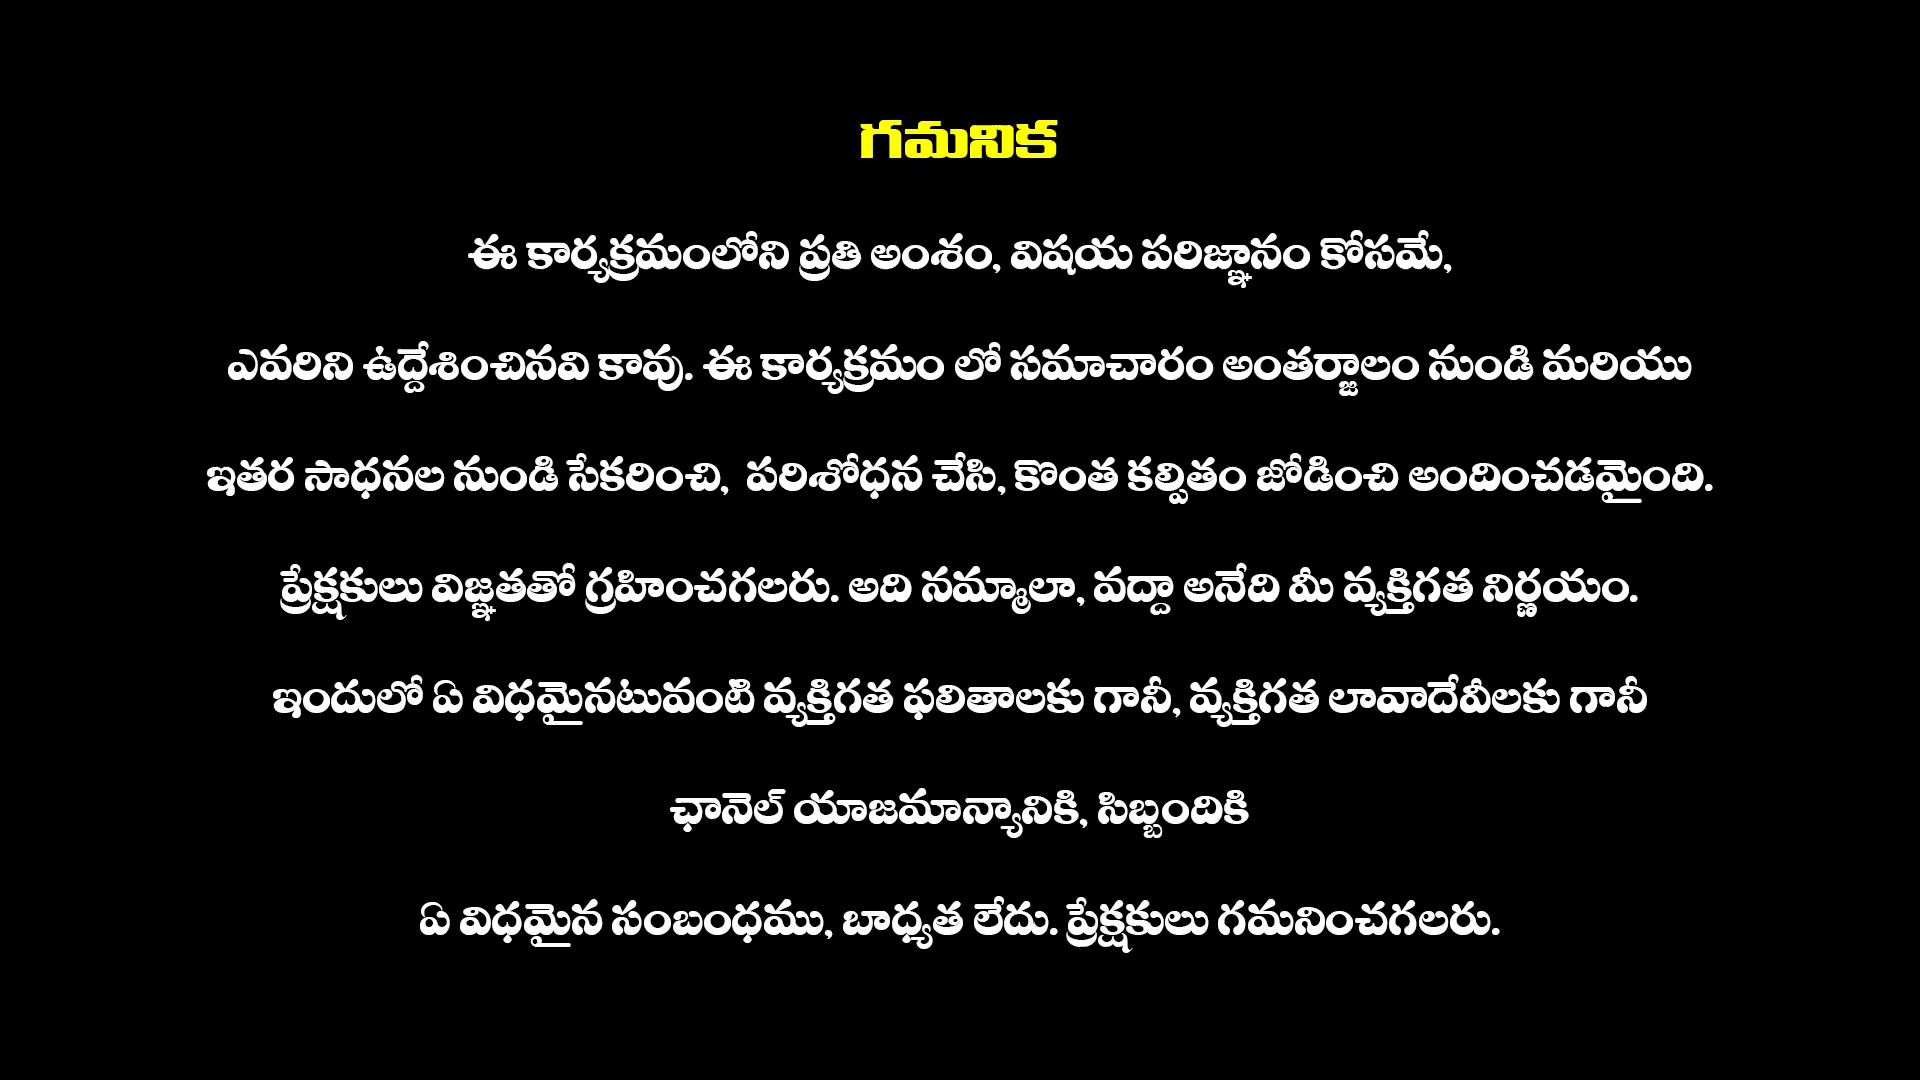 గమనిక
ఈ కార్యక్రమంలోని ప్రతి అంశం, విషయ పరిజ్ఞానం కోసమే,
ఎవరిని ఉద్దేశించినవి కావు. ఈ కార్యక్రమం లో సమాచారం అంతర్జాలం నుండి మరియు
ఇతర సాధనల నుండి సేకరించి, పరిశోధన చేసి, కొంత కల్పితం జోడించి అందించడమైంది.
ప్రేక్షకులు విజ్ఞతతో గ్రహించగలరు. అది నమ్మాలా, వద్దా అనేది మీ వ్యక్తిగత నిర్ణయం.
ఇందులో ఏ విధమైనటువంటి వ్యక్తిగత ఫలితాలకు గానీ, వ్యక్తిగత లావాదేవీలకు గానీ
ఛానెల్ యాజమాన్యానికి, సిబ్బందికి
ఏ విధమైన సంబంధము, బాధ్యత లేదు. ప్రేక్షకులు గమనించగలరు.